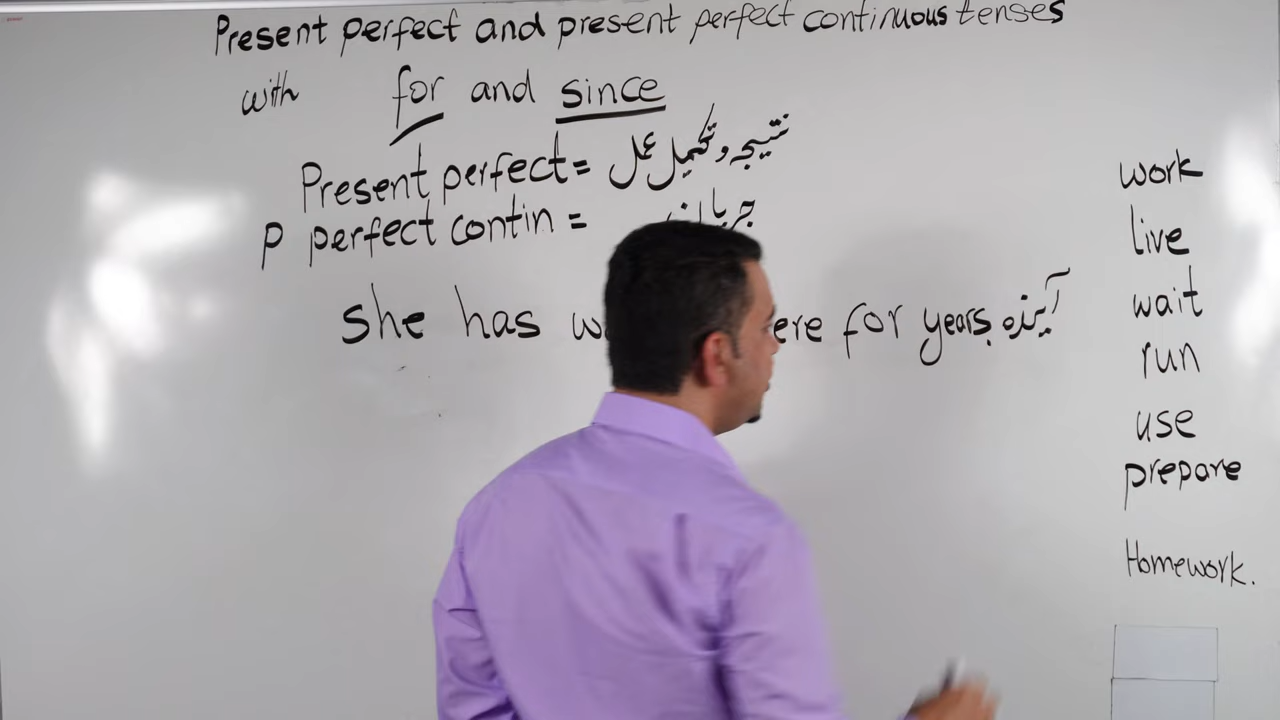 Present perfect and present perfect continuous tenses
with for and since
Present perfect = نتیجه و تکمیل عمل
P perfect contin =
she has for years. آینده
work
live
wait
run
use
prepare
Homework.